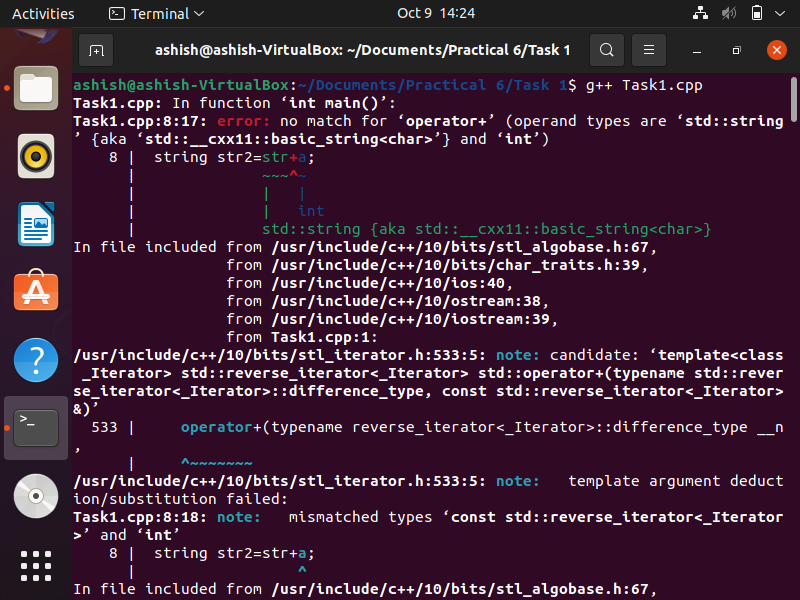 Activities Terminal Oct 9 14:24
ashish@ashish-VirtualBox: ~/Documents/Practical 6/Task 1
ashish@ashish-VirtualBox:~/Documents/Practical 6/Task 1$ g++ Task1.cpp
Task1.cpp: In function ‘int main()’:
Task1.cpp:8:17: error: no match for ‘operator+’ (operand types are ‘std::string
’ {aka ‘std::__cxx11::basic_string<char>’} and ‘int’)
8 | string str2=str+a;
| ~~~^~
| | |
| | int
| std::string {aka std::__cxx11::basic_string<char>}
In file included from /usr/include/c++/10/bits/stl_algobase.h:67,
from /usr/include/c++/10/bits/char_traits.h:39,
from /usr/include/c++/10/ios:40,
from /usr/include/c++/10/ostream:38,
from /usr/include/c++/10/iostream:39,
from Task1.cpp:1:
/usr/include/c++/10/bits/stl_iterator.h:533:5: note: candidate: ‘template<class
_Iterator> std::reverse_iterator<_Iterator> std::operator+(typename std::rever
se_iterator<_Iterator>::difference_type, const std::reverse_iterator<_Iterator>
&)’
533 | operator+(typename reverse_iterator<_Iterator>::difference_type __n
,
| ^~~~~~~~
/usr/include/c++/10/bits/stl_iterator.h:533:5: note: template argument deduct
ion/substitution failed:
Task1.cpp:8:18: note: mismatched types ‘const std::reverse_iterator<_Iterator
>’ and ‘int’
8 | string str2=str+a;
| ^
In file included from /usr/include/c++/10/bits/stl_algobase.h:67,